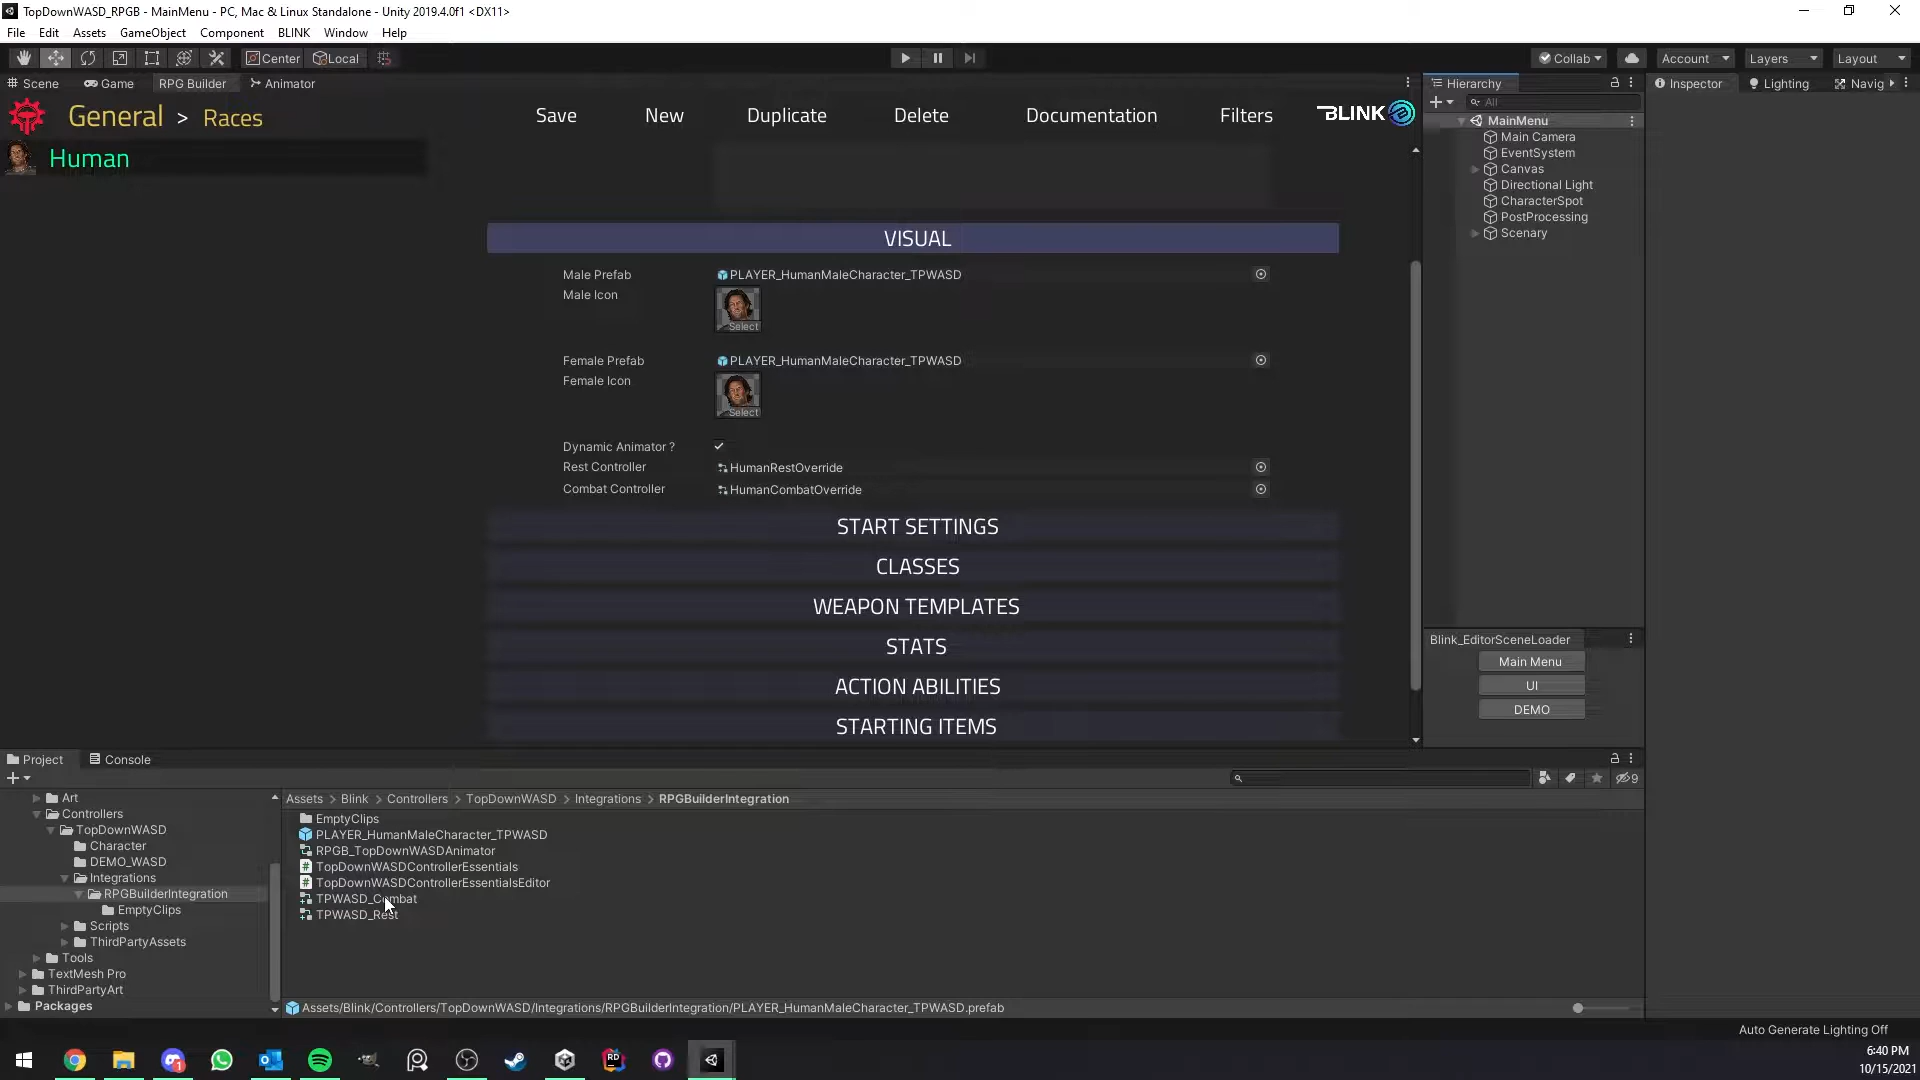 TopDownWASD_RPGB - MainMenu - PC, Mac & Linux Standalone - Unity 2019.4.0f1 <DX11>
File Edit Assets GameObject Component BLINK Window Help
Center Local Collab Account Layers Layout
Scene Game RPG Builder Animator Hierarchy Inspector Lighting Navig
General > Races Save New Duplicate Delete Documentation Filters BLINK
All
Human
MainMenu
Main Camera
EventSystem
Canvas
Directional Light
CharacterSpot
PostProcessing
Scenary
VISUAL
Male Prefab PLAYER_HumanMaleCharacter_TPWASD
Male Icon
Select
Female Prefab PLAYER_HumanMaleCharacter_TPWASD
Female Icon
Select
Dynamic Animator ?
Rest Controller HumanRestOverride
Combat Controller HumanCombatOverride
START SETTINGS
CLASSES
WEAPON TEMPLATES
STATS
ACTION ABILITIES
STARTING ITEMS
Blink_EditorSceneLoader
Main Menu
UI
DEMO
Project Console
9
Art
Controllers
TopDownWASD
Character
DEMO_WASD
Integrations
RPGBuilderIntegration
EmptyClips
Scripts
ThirdPartyAssets
Tools
TextMesh Pro
ThirdPartyArt
Packages
Assets > Blink > Controllers > TopDownWASD > Integrations > RPGBuilderIntegration
EmptyClips
PLAYER_HumanMaleCharacter_TPWASD
RPGB_TopDownWASDAnimator
TopDownWASDControllerEssentials
TopDownWASDControllerEssentialsEditor
TPWASD_Combat
TPWASD_Rest
Assets/Blink/Controllers/TopDownWASD/Integrations/RPGBuilderIntegration/PLAYER_HumanMaleCharacter_TPWASD.prefab
Auto Generate Lighting Off
6:40 PM
10/15/2021